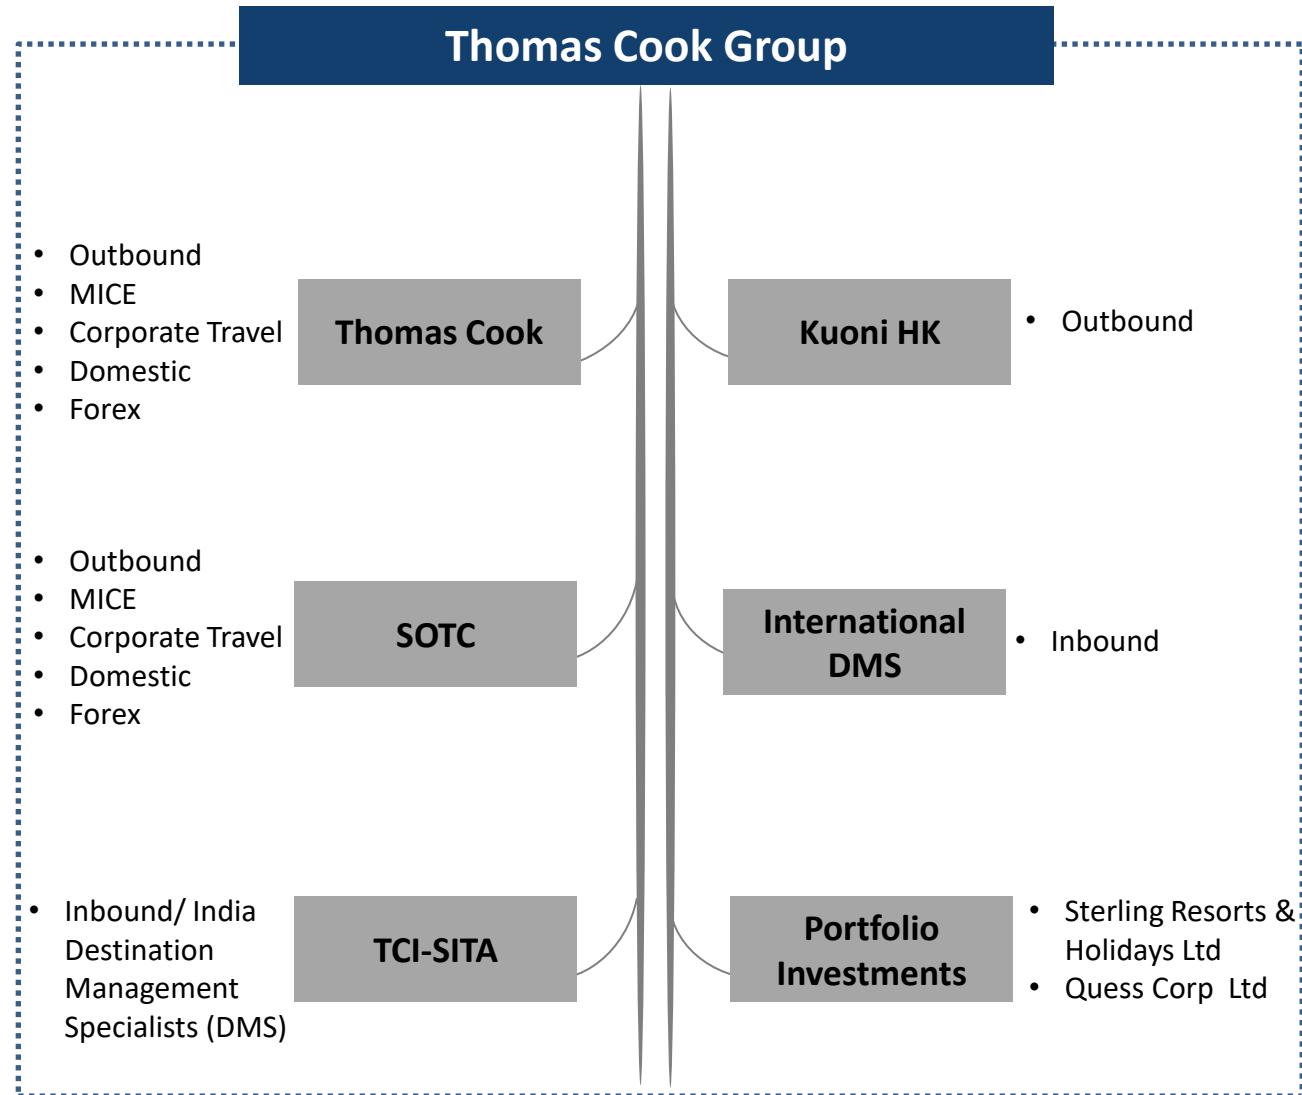 Thomas Cook Group
• Outbound
• MICE
• Corporate Travel
• Domestic
• Forex
Thomas Cook
Kuoni HK
• Outbound
• Outbound
• MICE
• Corporate Travel
• Domestic
• Forex
SOTC
International
DMS
• Inbound
• Inbound/ India
Destination
Management
Specialists (DMS)
TCI-SITA
Portfolio
Investments
• Sterling Resorts &
Holidays Ltd
• Quess Corp Ltd